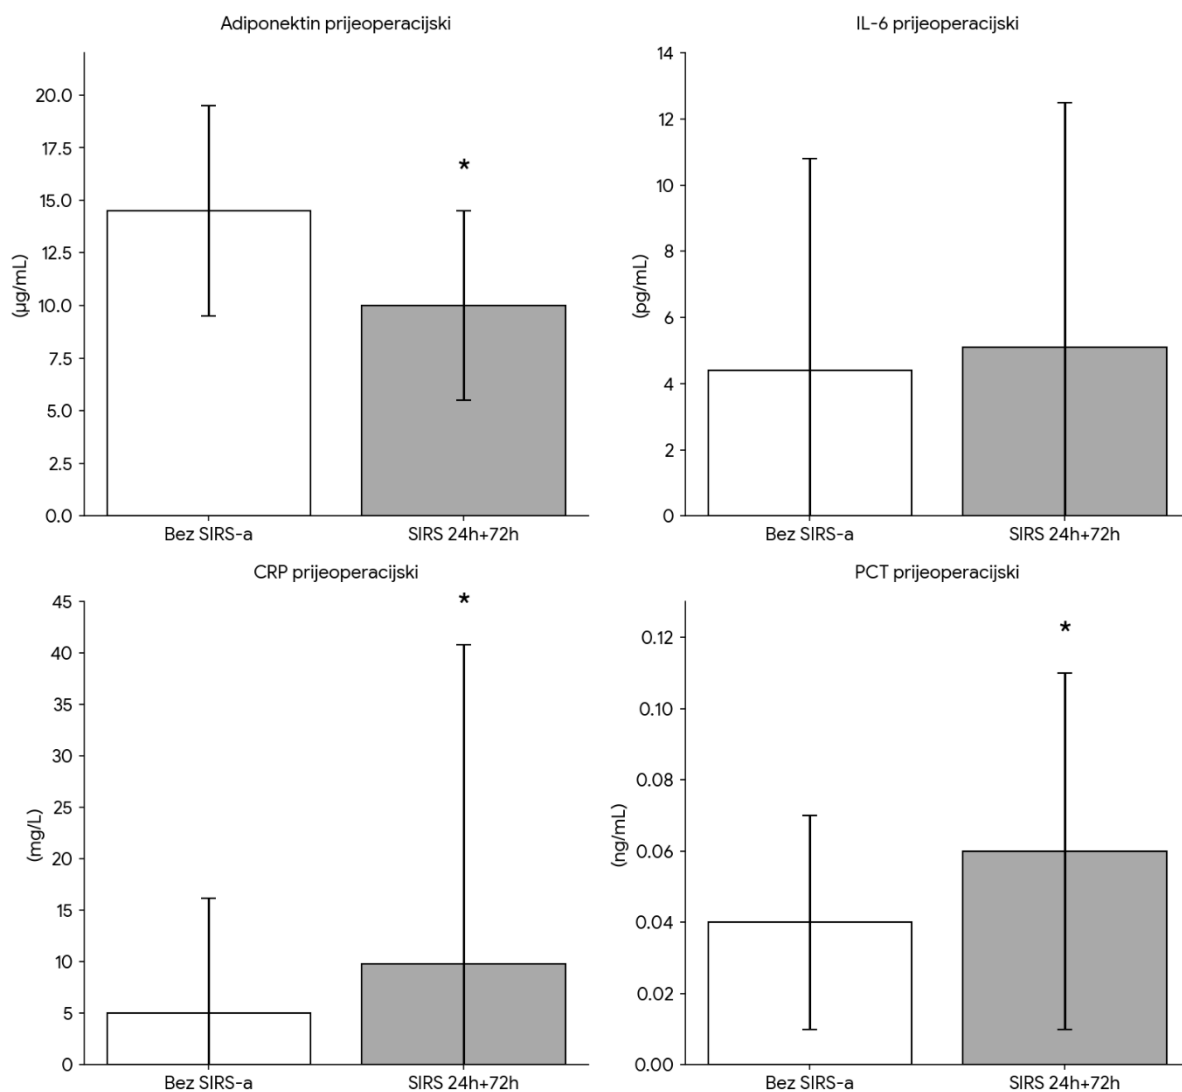 Adiponektin prijeoperacijski
20.0
17.5
15.0
12.5
10.0
7.5
5.0
2.5
0.0
(µg/mL)
*
Bez SIRS-a
SIRS 24h+72h
IL-6 prijeoperacijski
14
12
10
8
6
4
2
0
(pg/mL)
Bez SIRS-a
SIRS 24h+72h
CRP prijeoperacijski
45
40
35
30
25
20
15
10
5
0
(mg/L)
*
Bez SIRS-a
SIRS 24h+72h
PCT prijeoperacijski
0.12
0.10
0.08
0.06
0.04
0.02
0.00
(ng/mL)
*
Bez SIRS-a
SIRS 24h+72h